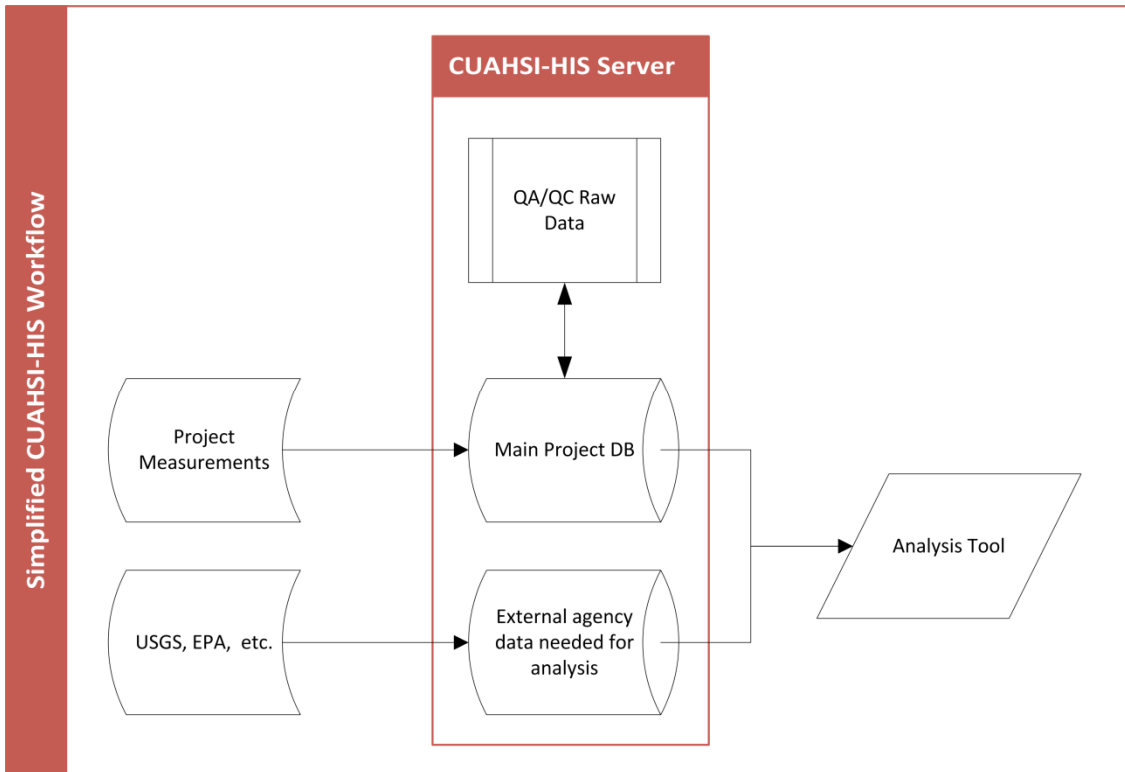 Simplified CUAHSI-HIS Workflow
CUAHSI-HIS Server
QA/QC Raw
Data
Project
Measurements
Main Project DB
Analysis Tool
USGS, EPA, etc.
External agency
data needed for
analysis